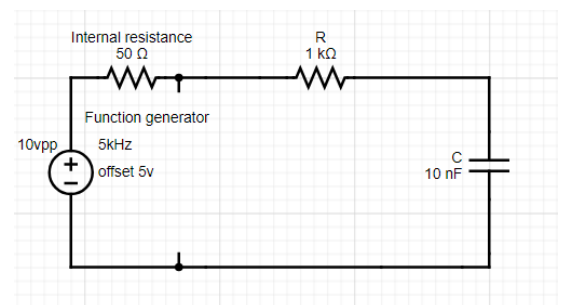 Internal resistance
50 Ω
R
1 kΩ
Function generator
10vpp
5kHz
offset 5v
C
10 nF